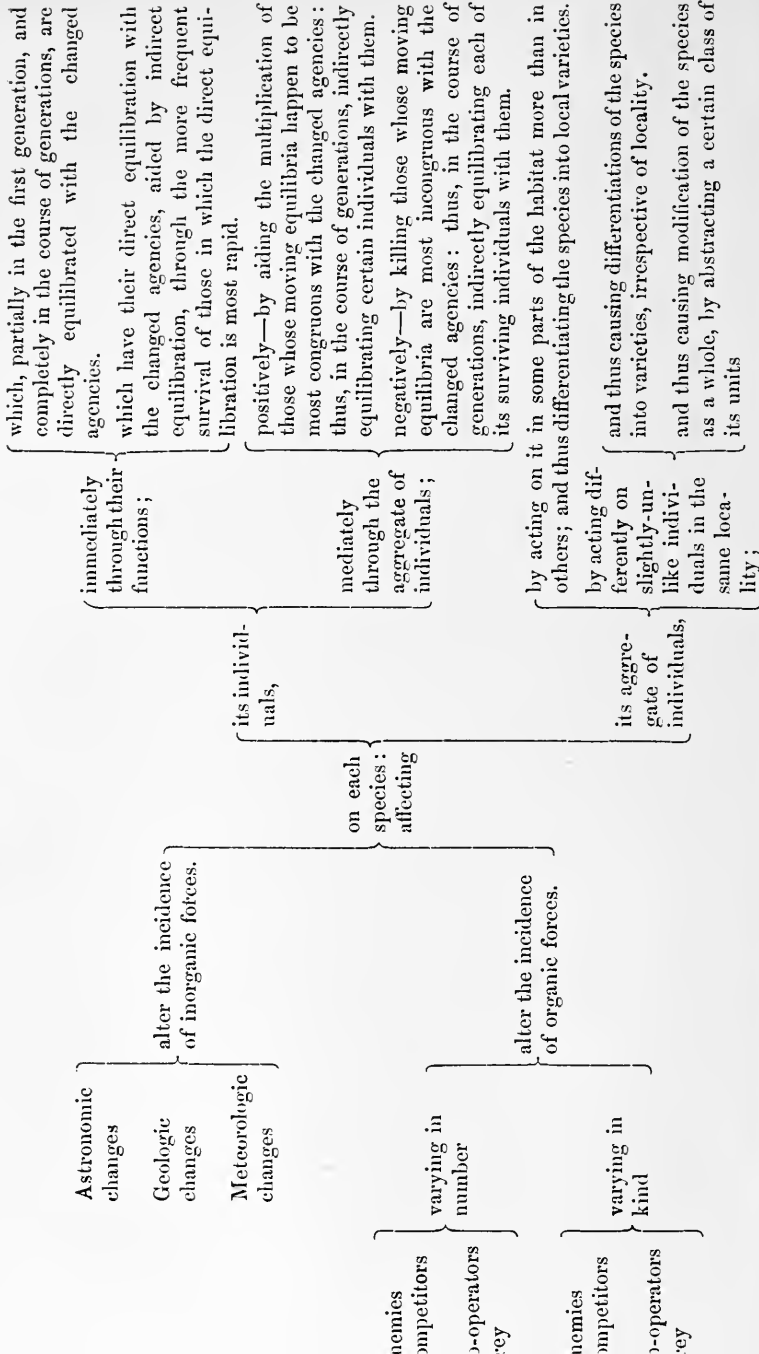 Astronomic
changes
Geologic
changes
Meteorologic
changes
alter the incidence
of inorganic forces.
nemies
ompetitors
o-operators
rey
varying in
number
nemies
ompetitors
o-operators
rey
varying in
kind
alter the incidence
of organic forces.
on each
species:
affecting
its individ-
uals,
immediately
through their
functions;
which, partially in the first generation, and
completely in the course of generations, are
directly equilibrated with the changed
agencies.
which have their direct equilibration with
the changed agencies, aided by indirect
equilibration, through the more frequent
survival of those in which the direct equi-
libration is most rapid.
mediately
through the
aggregate of
individuals;
positively—by aiding the multiplication of
those whose moving equilibria happen to be
most congruous with the changed agencies:
thus, in the course of generations, indirectly
equilibrating certain individuals with them.
negatively—by killing those whose moving
equilibria are most incongruous with the
changed agencies: thus, in the course of
generations, indirectly equilibrating each of
its surviving individuals with them.
its aggre-
gate of
individuals,
by acting on it in some parts of the habitat more than in
others; and thus differentiating the species into local varieties.
by acting dif-
ferently on
slightly-un-
like indivi-
duals in the
same loca-
lity;
and thus causing differentiations of the species
into varieties, irrespective of locality.
and thus causing modification of the species
as a whole, by abstracting a certain class of
its units